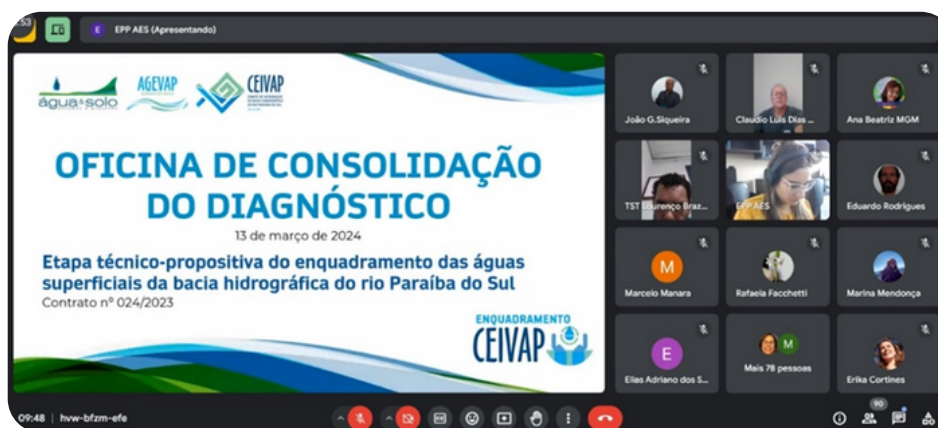 :53
E EPP AES (Apresentando)
água&solo
AGEVAP
CEIVAP
OFICINA DE CONSOLIDAÇÃO
DO DIAGNÓSTICO
13 de março de 2024
Etapa técnico-propositiva do enquadramento das águas
superficiais da bacia hidrográfica do rio Paraíba do Sul
Contrato nº 024/2023
ENQUADRAMENTO
CEIVAP
João G.Siqueira
Claudio Luis Dias ...
Ana Beatriz MGM
TST Lourenço Braz...
EPP AES
Eduardo Rodrigues
M
Marcelo Manara
Rafaela Facchetti
Marina Mendonça
E
Elias Adriano dos S...
M
Mais 78 pessoas
Erika Cortines
09:48 | hvw-bfzm-efe
90